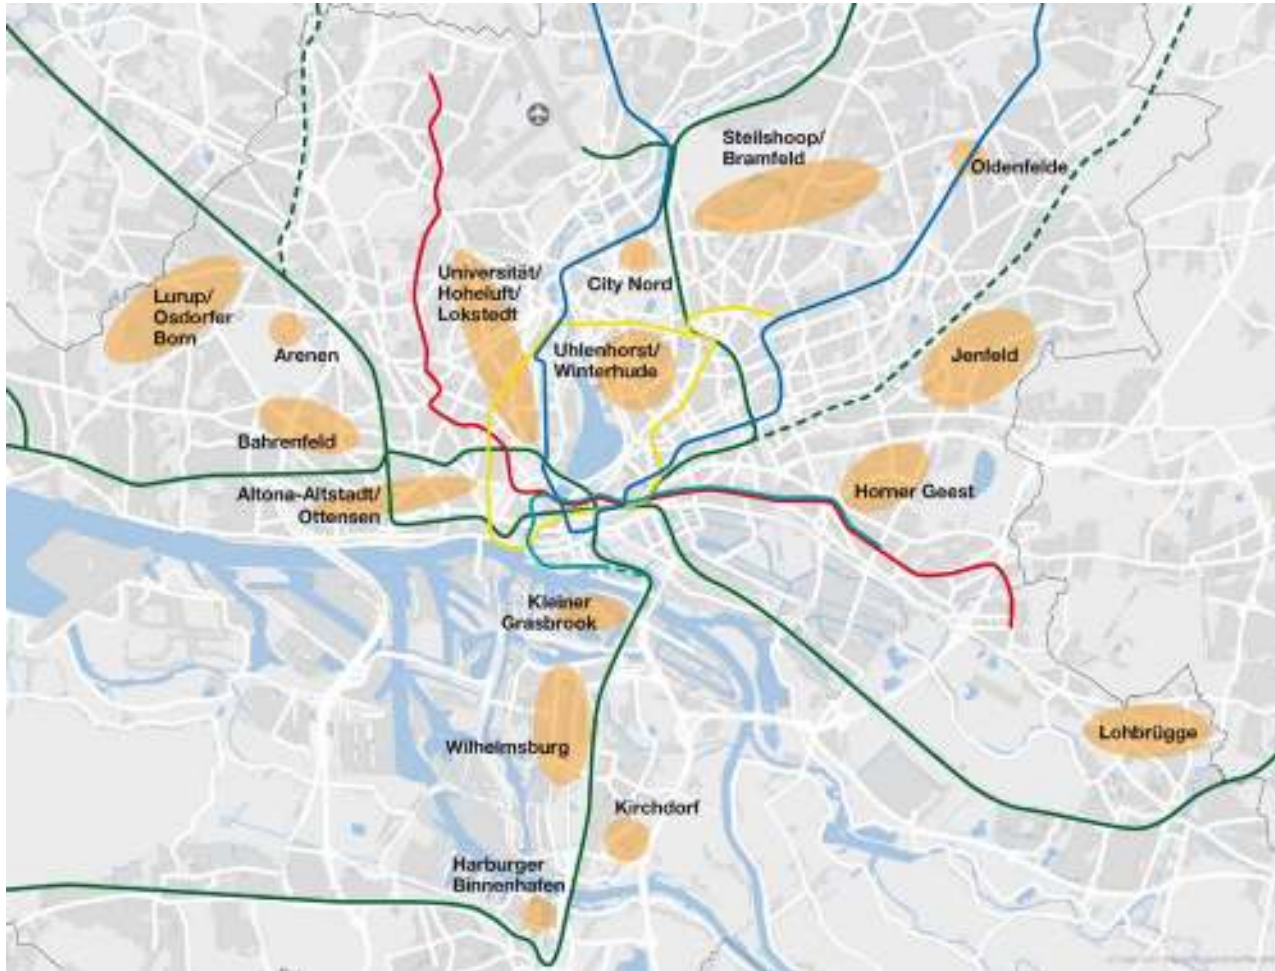 Steilshoop/
Bramfeld
Oldenfelde
Universität/
Hoheluft/
Lokstedt
City Nord
Lurup/
Osdorfer
Born
Arenen
Uhlenhorst/
Winterhude
Jenfeld
Bahrenfeld
Altona-Altstadt/
Ottensen
Horner Geest
Kleiner
Grasbrook
Wilhelmsburg
Lohbrügge
Kirchdorf
Harburger
Binnenhafen